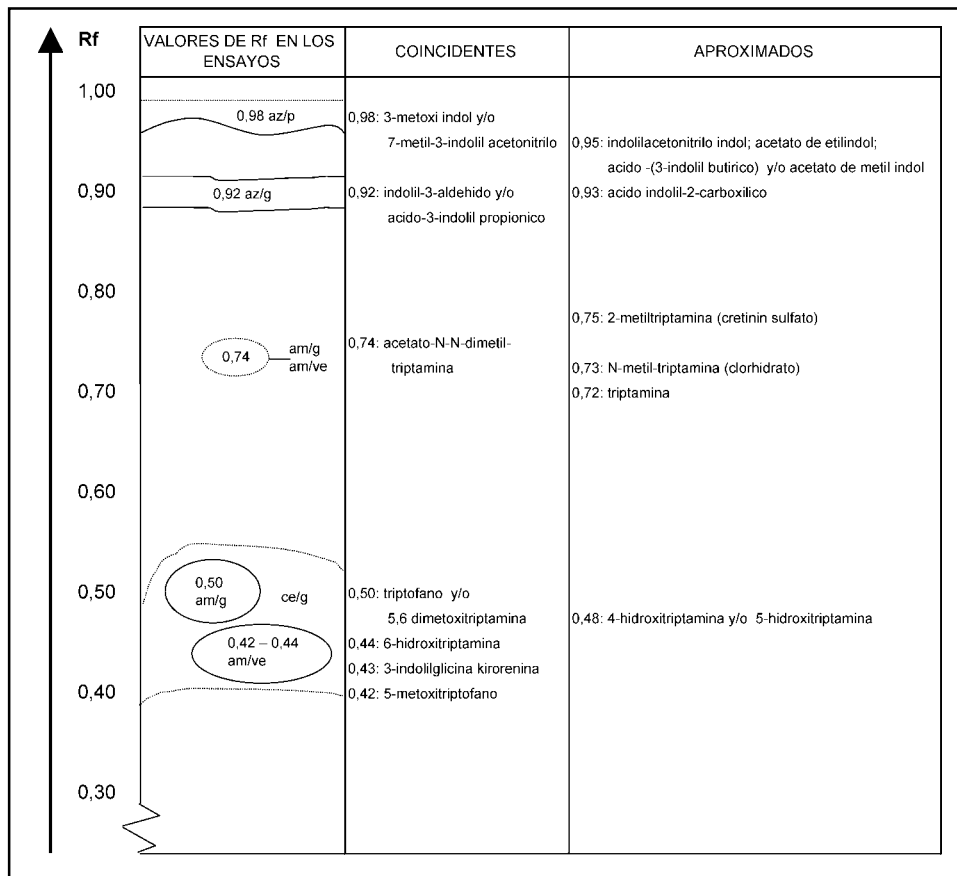 Rf
VALORES DE Rf EN LOS
ENSAYOS
COINCIDENTES
APROXIMADOS
1,00
0,98 az/p
0,98: 3-metoxi indol y/o
7-metil-3-indolil acetonitrilo
0,95: indolilacetonitrilo indol; acetato de etilindol;
acido -(3-indolil butirico) y/o acetato de metil indol
0,90
0,92 az/g
0,92: indolil-3-aldehido y/o
acido-3-indolil propionico
0,93: acido indolil-2-carboxilico
0,80
0,75: 2-metiltriptamina (cretinin sulfato)
0,74
am/g
am/ve
0,74: acetato-N-N-dimetil-
triptamina
0,73: N-metil-triptamina (clorhidrato)
0,70
0,72: triptamina
0,60
0,50
0,50
am/g
ce/g
0,50: triptofano y/o
5,6 dimetoxitriptamina
0,48: 4-hidroxitriptamina y/o 5-hidroxitriptamina
0,42 – 0,44
am/ve
0,44: 6-hidroxitriptamina
0,43: 3-indolilglicina kirorenina
0,40
0,42: 5-metoxitriptofano
0,30